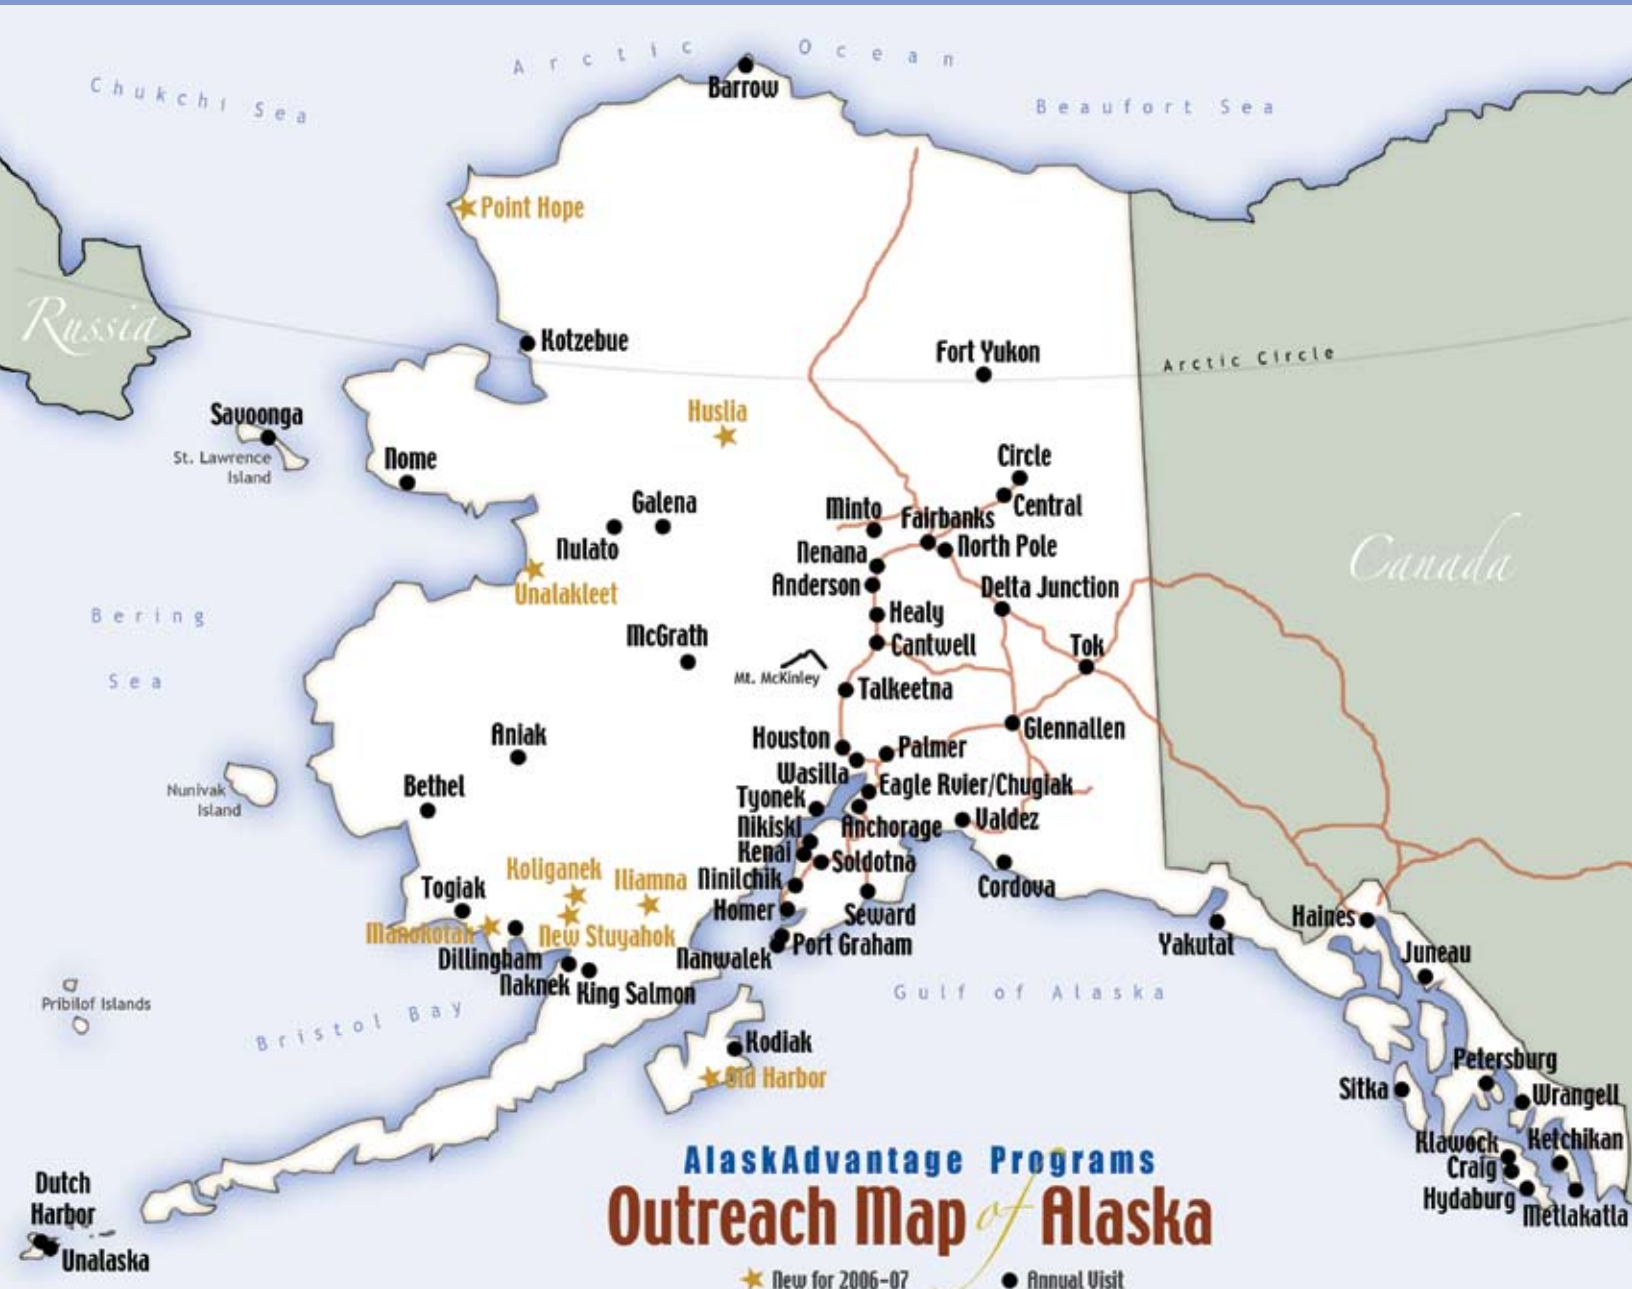 Arctic Ocean
Chukchi Sea
Barrow
Beaufort Sea
Point Hope
Russia
Kotzebue
Fort Yukon
Arctic Circle
Savoonga
Huslia
St. Lawrence
Island
Nome
Circle
Galena
Central
Minto
Fairbanks
Nulato
Nenana
North Pole
Canada
Anderson
Delta Junction
Unalakleet
Bering
Sea
Healy
McGrath
Cantwell
Tok
Mt. McKinley
Talkeetna
Aniak
Houston
Palmer
Glennallen
Wasilla
Bethel
Eagle Rvier/Chugiak
Nunivak
Island
Tyonek
Nikiski
Anchorage
Valdez
Kenai
Soldotna
Koliganek
Iliamna
Ninilchik
Togiak
Cordova
Homer
Seward
Manokotak
New Stuyahok
Haines
Yakutat
Dillingham
Nanwalek
Port Graham
Juneau
Naknek
King Salmon
Gulf of Alaska
Pribilof Islands
Bristol Bay
Kodiak
Old Harbor
Petersburg
Sitka
Wrangell
Klawock
Ketchikan
Craig
Hydaburg
Metlakatla
Dutch
Harbor
Unalaska
AlaskAdvantage Programs
Outreach Map of Alaska
New for 2006-07
Annual Visit